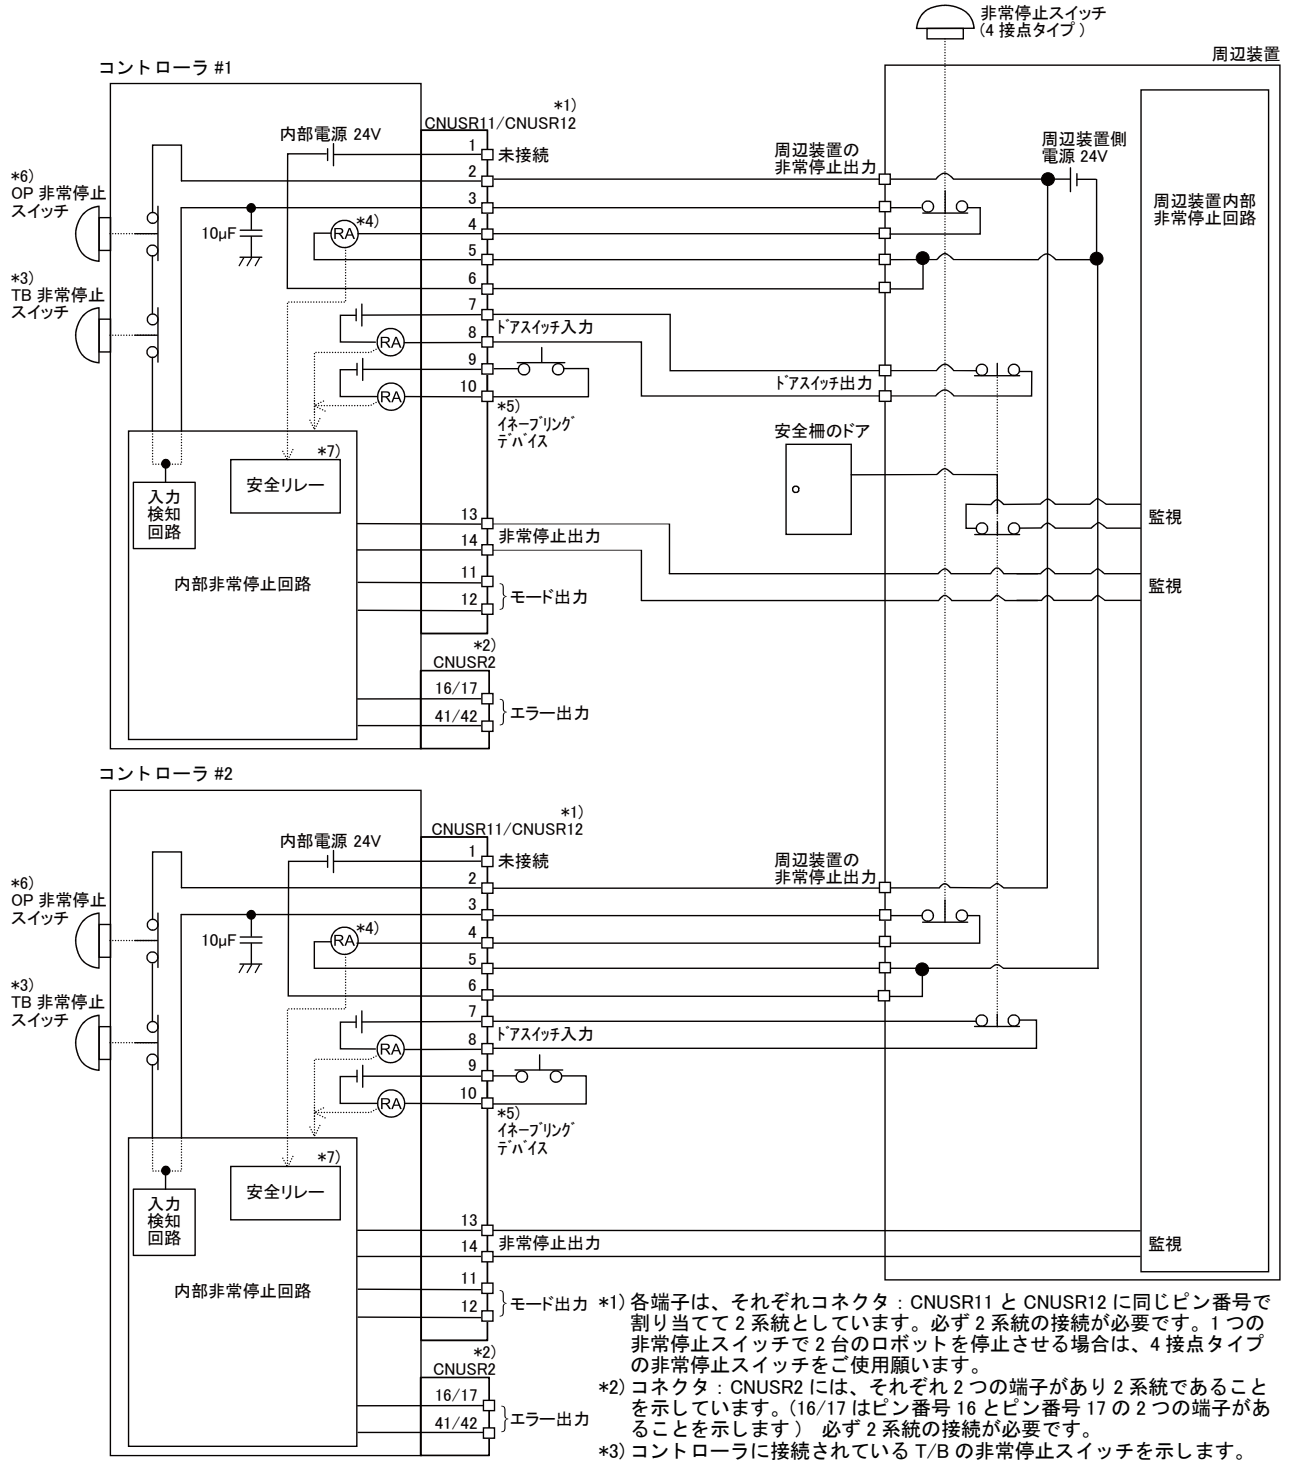 非常停止スイッチ
(4 接点タイプ )
周辺装置
コントローラ #1
*1)
CNUSR11/CNUSR12
内部電源 24V
1
未接続
周辺装置の
非常停止出力
周辺装置側
電源 24V
周辺装置内部
非常停止回路
*6)
OP 非常停止
スイッチ
2
3
10μF
RA
*4)
4
5
*3)
TB 非常停止
スイッチ
6
7
RA
8
ドアスイッチ入力
9
RA
10
*5)
イネーブリング
デバイス
ドアスイッチ出力
安全柵のドア
*7)
安全リレー
入力
検知
回路
13
14
非常停止出力
監視
監視
内部非常停止回路
11
12
モード出力
*2)
CNUSR2
16/17
41/42
エラー出力
コントローラ #2
*1)
CNUSR11/CNUSR12
内部電源 24V
1
未接続
周辺装置の
非常停止出力
*6)
OP 非常停止
スイッチ
2
3
10μF
RA
*4)
4
5
*3)
TB 非常停止
スイッチ
6
7
RA
8
ドアスイッチ入力
9
RA
10
*5)
イネーブリング
デバイス
*7)
安全リレー
入力
検知
回路
13
14
非常停止出力
監視
内部非常停止回路
11
12
モード出力
*2)
CNUSR2
16/17
41/42
エラー出力
*1) 各端子は、それぞれコネクタ：CNUSR11 と CNUSR12 に同じピン番号で
割り当てて 2 系統としています。必ず 2 系統の接続が必要です。1 つの
非常停止スイッチで 2 台のロボットを停止させる場合は、4 接点タイプ
の非常停止スイッチをご使用願います。
*2) コネクタ：CNUSR2 には、それぞれ 2 つの端子があり 2 系統であること
を示しています。(16/17 はピン番号 16 とピン番号 17 の 2 つの端子があ
ることを示します )　必ず 2 系統の接続が必要です。
*3) コントローラに接続されている T/B の非常停止スイッチを示します。